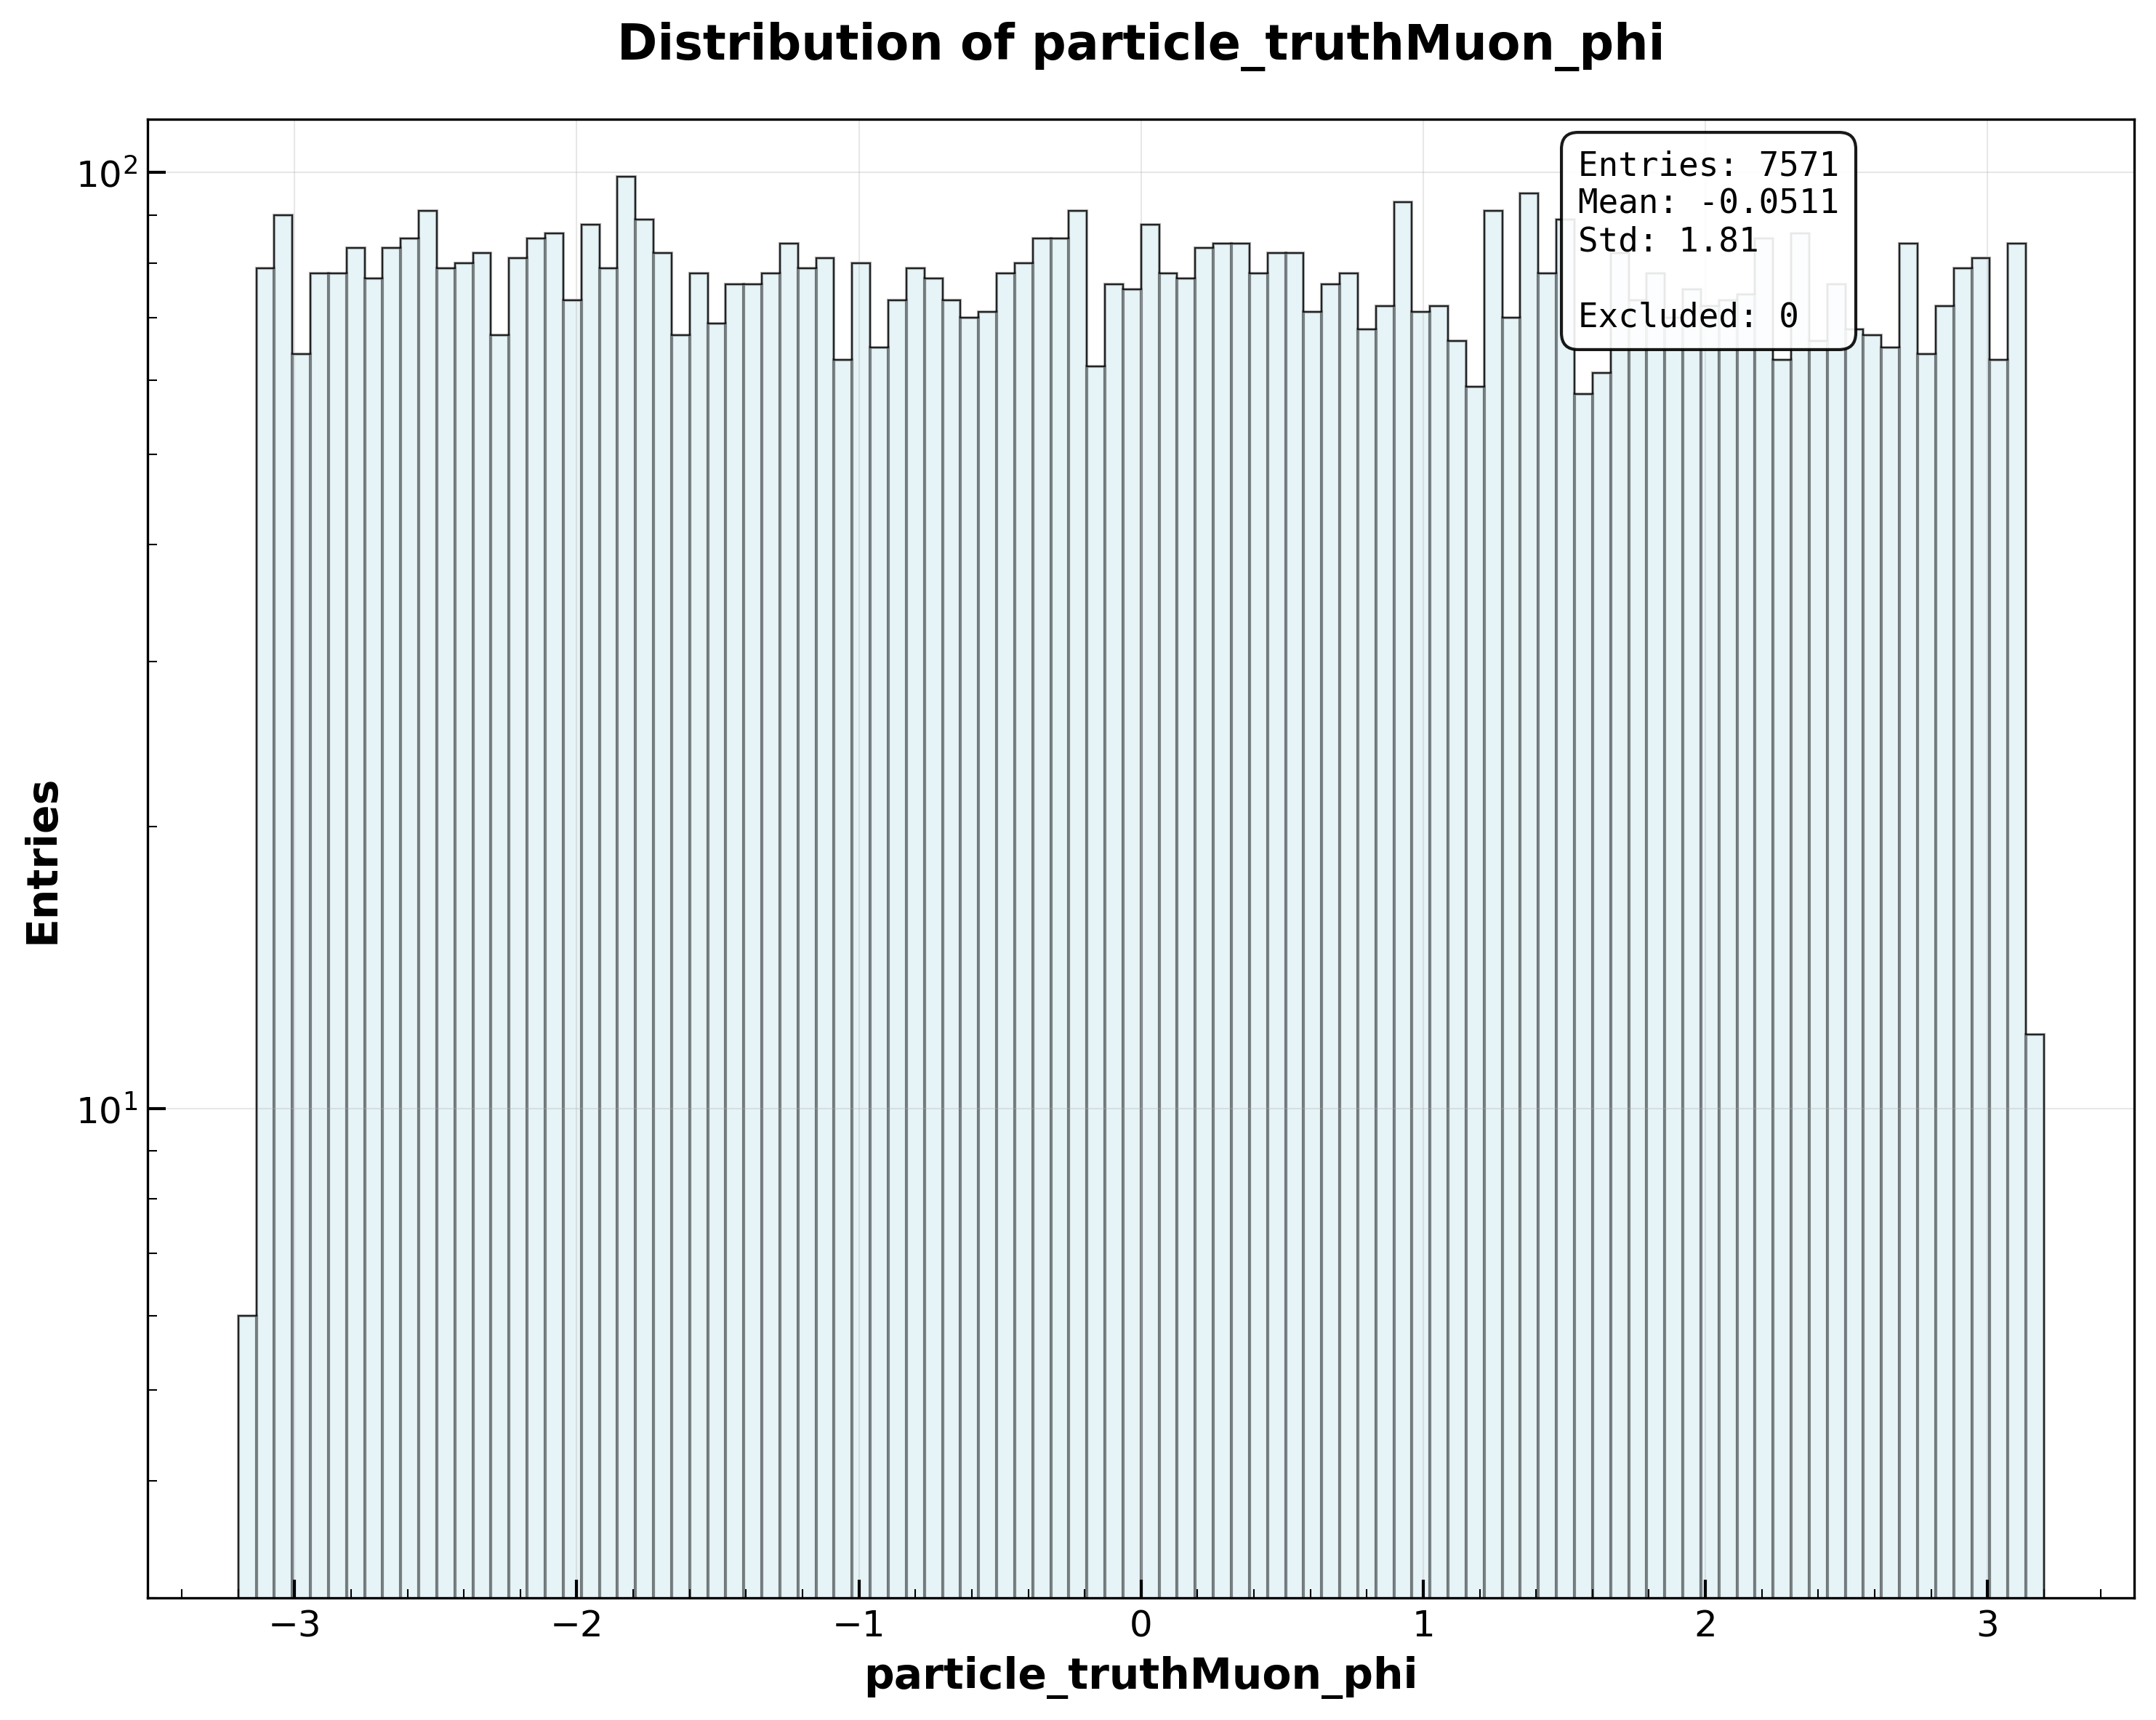 Distribution of particle_truthMuon_phi
Entries: 7571
Mean: -0.0511
Std: 1.81
Excluded: 0
10²
10¹
Entries
−3 −2 −1 0 1 2 3
particle_truthMuon_phi